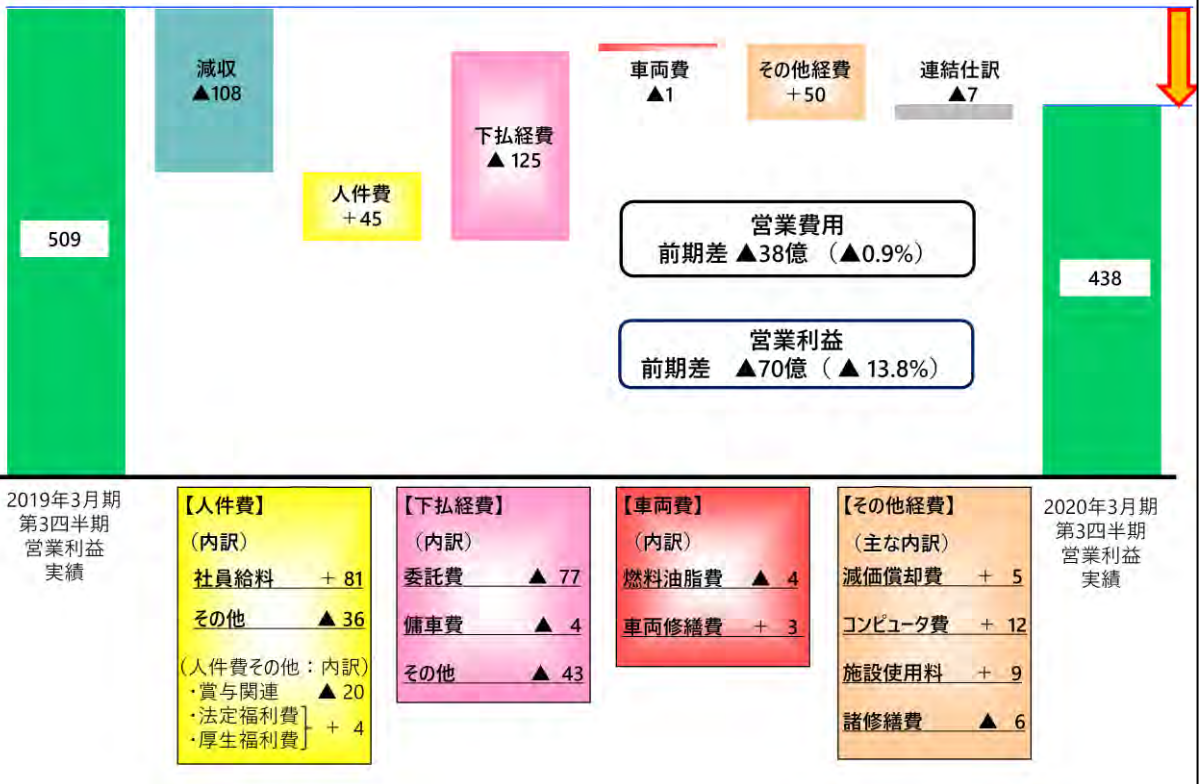 減収
▲108
人件費
+45
下払経費
▲ 125
車両費
▲1
その他経費
+50
連結仕訳
▲7
509
438
営業費用
前期差 ▲38億 （▲0.9%）
営業利益
前期差 ▲70億（ ▲ 13.8%）
2019年3月期
第3四半期
営業利益
実績
【人件費】
（内訳）
社員給料 + 81
その他 ▲ 36
(人件費その他：内訳)
・賞与関連 ▲ 20
・法定福利費
・厚生福利費 + 4
【下払経費】
（内訳）
委託費 ▲ 77
傭車費 ▲ 4
その他 ▲ 43
【車両費】
（内訳）
燃料油脂費 ▲ 4
車両修繕費 + 3
【その他経費】
（主な内訳）
減価償却費 + 5
コンピュータ費 + 12
施設使用料 + 9
諸修繕費 ▲ 6
2020年3月期
第3四半期
営業利益
実績